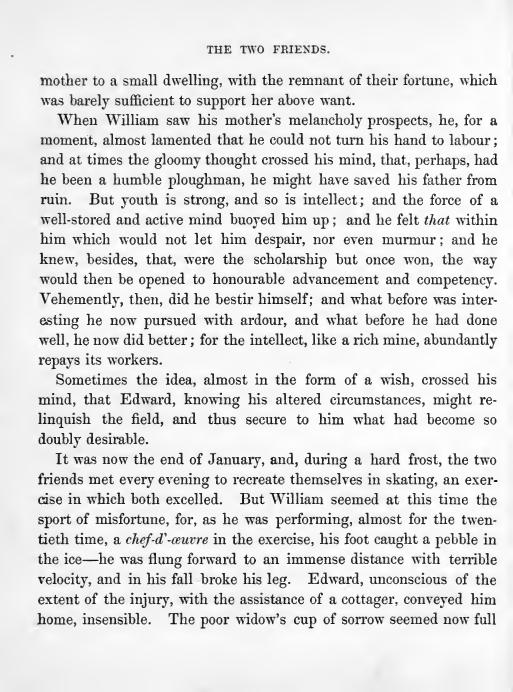 THE TWO FRIENDS.
mother to a small dwelling, with the remnant of their fortune, which
was barely sufficient to support her above want.
When William saw his mother's melancholy prospects, he, for a
moment, almost lamented that he could not turn his hand to labour;
and at times the gloomy thought crossed his mind, that, perhaps, had
he been a humble ploughman, he might have saved his father from
ruin. But youth is strong, and so is intellect; and the force of a
well-stored and active mind buoyed him up; and he felt that within
him which would not let him despair, nor even murmur; and he
knew, besides, that, were the scholarship but once won, the way
would then be opened to honourable advancement and competency.
Vehemently, then, did he bestir himself; and what before was inter-
esting he now pursued with ardour, and what before he had done
well, he now did better; for the intellect, like a rich mine, abundantly
repays its workers.
Sometimes the idea, almost in the form of a wish, crossed his
mind, that Edward, knowing his altered circumstances, might re-
linquish the field, and thus secure to him what had become so
doubly desirable.
It was now the end of January, and, during a hard frost, the two
friends met every evening to recreate themselves in skating, an exer-
cise in which both excelled. But William seemed at this time the
sport of misfortune, for, as he was performing, almost for the twen-
tieth time, a chef-d'-œuvre in the exercise, his foot caught a pebble in
the ice—he was flung forward to an immense distance with terrible
velocity, and in his fall broke his leg. Edward, unconscious of the
extent of the injury, with the assistance of a cottager, conveyed him
home, insensible. The poor widow's cup of sorrow seemed now full